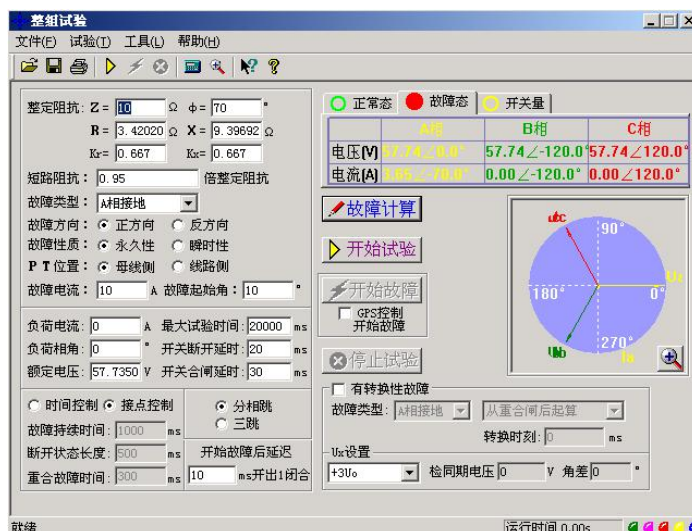 整组试验
文件(F) 试验(T) 工具(L) 帮助(H)
整定阻抗: Z= 10 Ω φ= 70 °
R= 3.42020 Ω X= 9.39692 Ω
Kr= 0.667 Kx= 0.667
短路阻抗: 0.95 倍整定阻抗
故障类型: A相接地
故障方向: 正方向 反方向
故障性质: 永久性 瞬时性
PT位置: 母线侧 线路侧
故障电流: 10 A 故障起始角: 10 °
负荷电流: 0 A 最大试验时间: 20000 ms
负荷相角: 0 ° 开关断开延时: 20 ms
额定电压: 57.7350 V 开关合闸延时: 30 ms
时间控制 接点控制
故障持续时间: 1000 ms
断开状态长度: 500 ms
重合故障时间: 300 ms
分相跳
三跳
开始故障后延迟
10 ms开出1闭合
正常态 故障态 开关量
A相 B相 C相
电压(V) 57.74∠0.0° 57.74∠-120.0° 57.74∠120.0°
电流(A) 3.65∠-70.0° 0.00∠-120.0° 0.00∠120.0°
故障计算
开始试验
开始故障
GPS控制
开始故障
停止试验
Ubc
90°
180°
0°
Uz
270°
Ia
有转换性故障
故障类型: A相接地 从重合闸后起算
转换时刻: 0 ms
Ux设置
+3Uo 检同期电压 0 V 角差 0 °
就绪
运行时间 0.00s